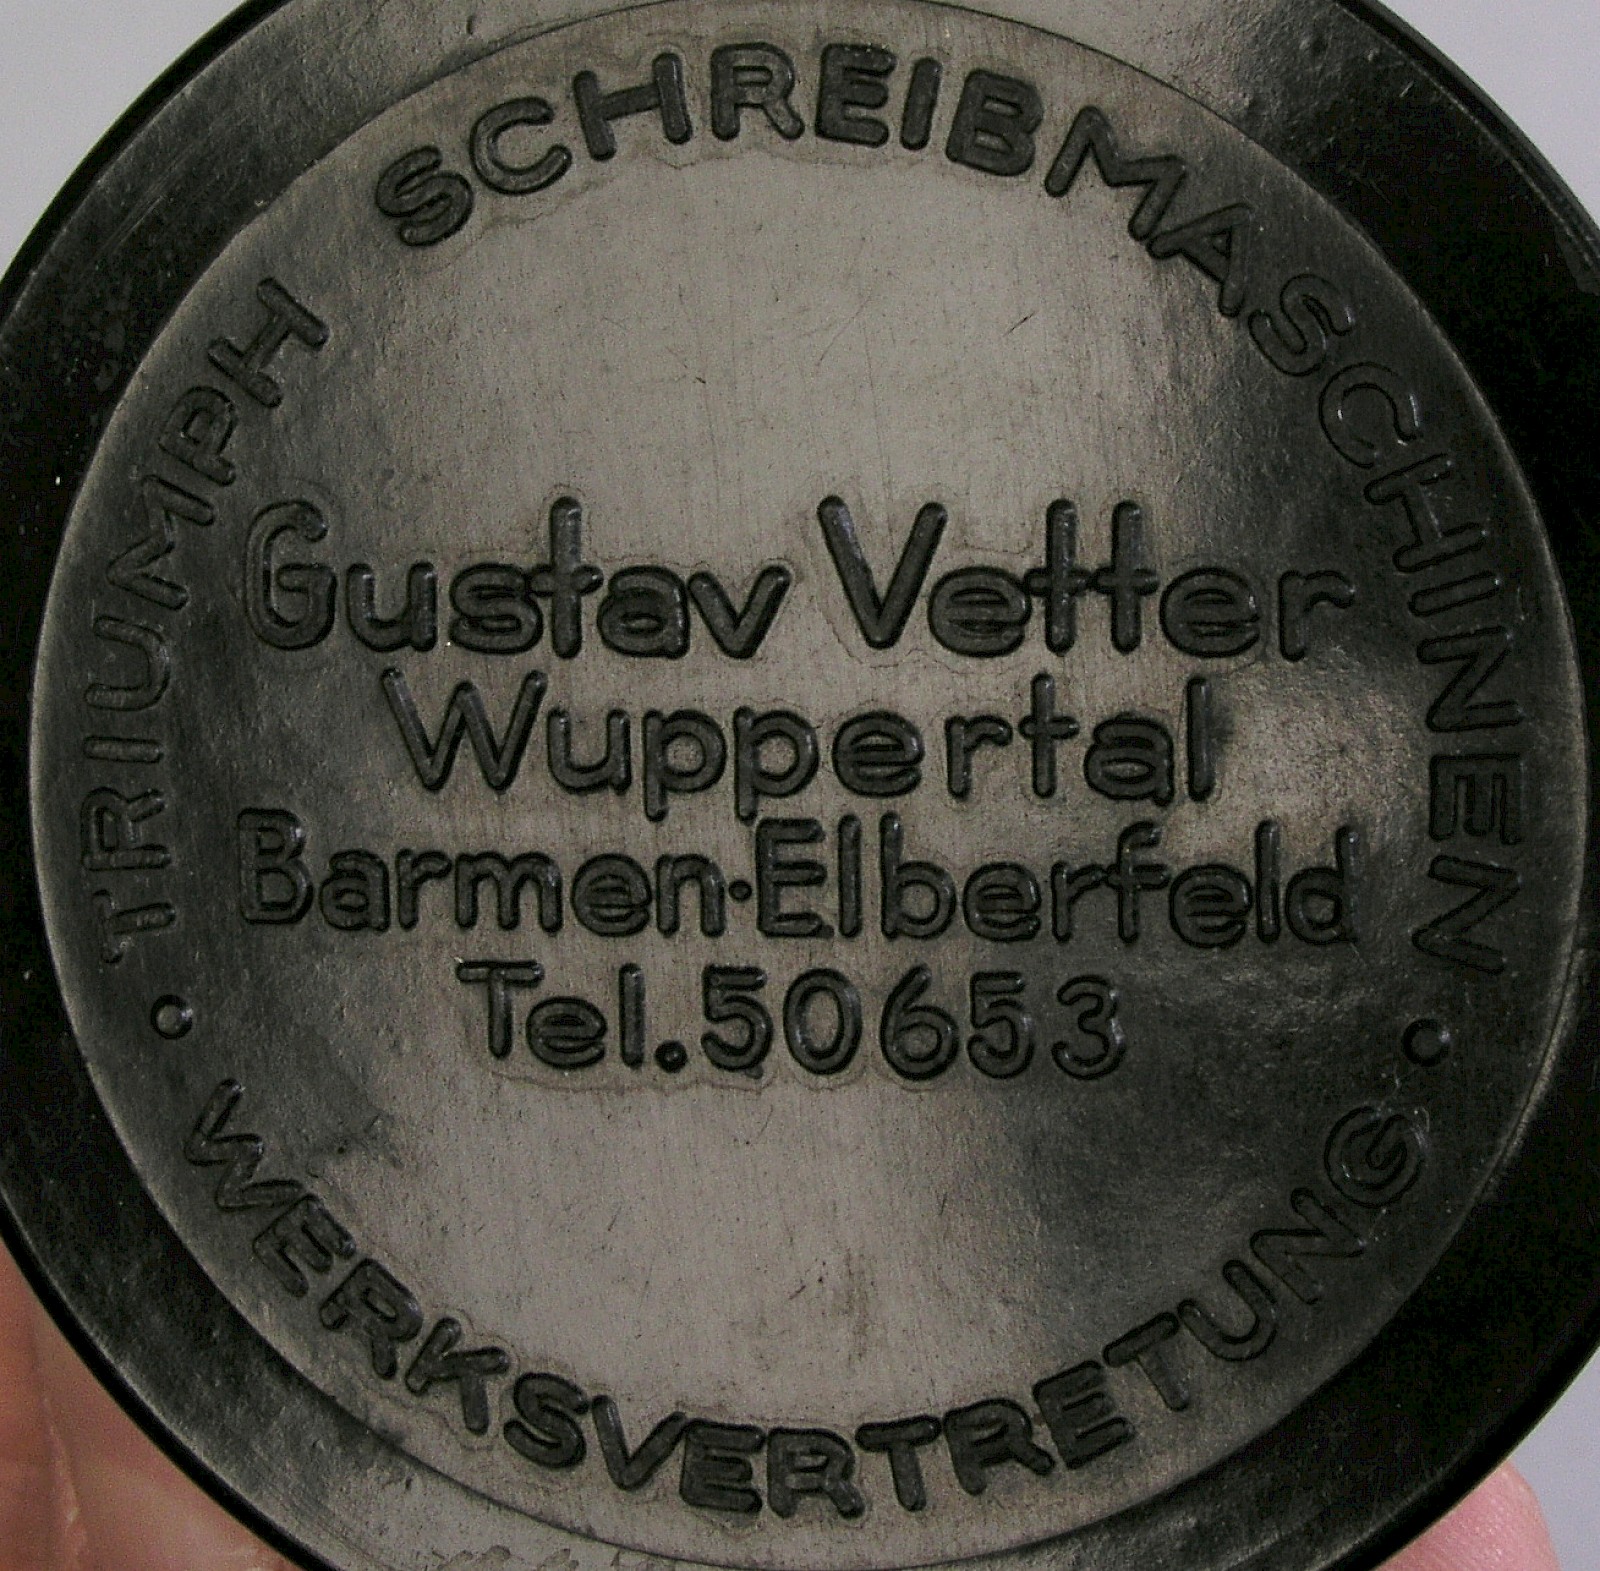 TRIUMPH SCHREIBMASCHINEN
Gustav Vetter
Wuppertal
Barmen·Elberfeld
Tel. 50653
· WERKSVERTRETUNG ·